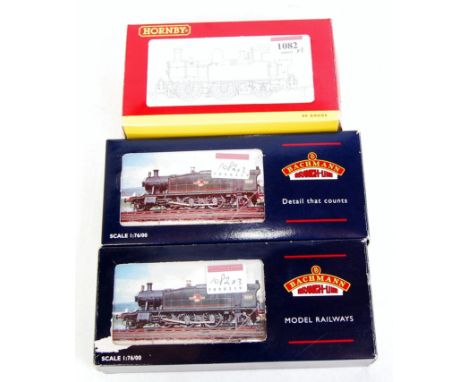 HORNBY
1082
00 GAUGE
BACHMANN
BRANCH-LINE
Detail that counts
SCALE 1:76/00
BACHMANN
BRANCH-LINE
MODEL RAILWAYS
SCALE 1:76/00